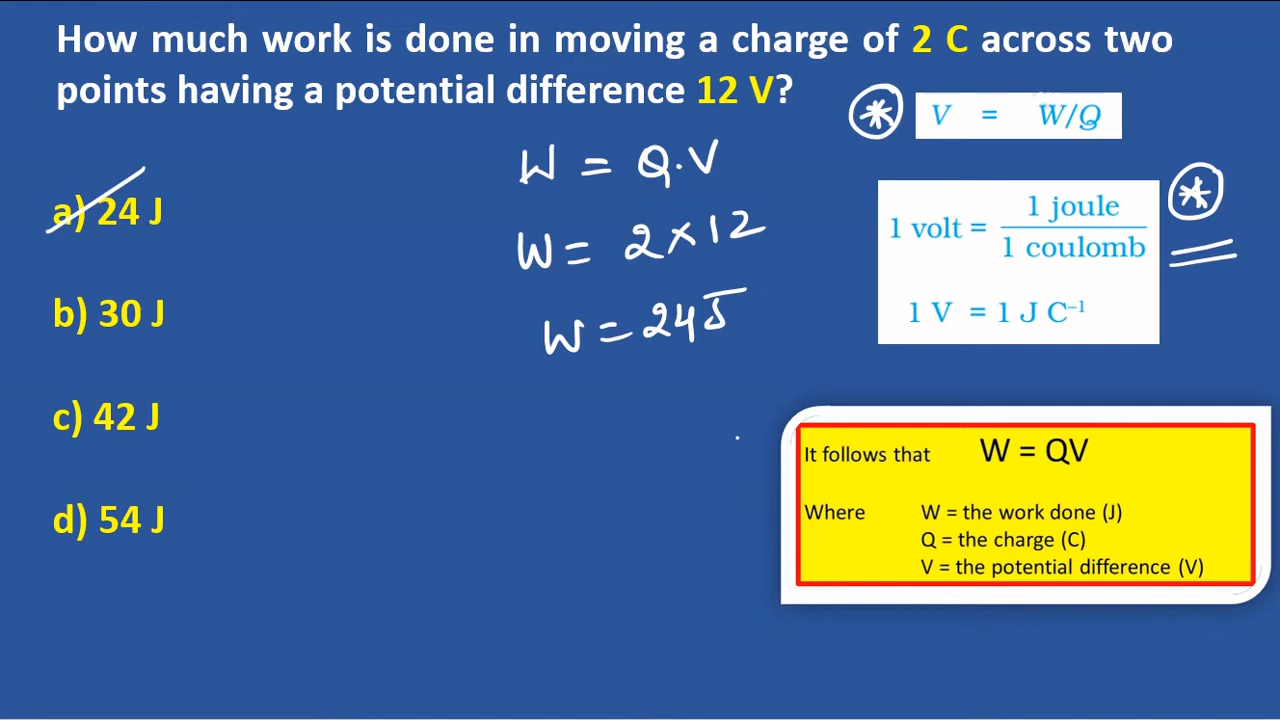 How much work is done in moving a charge of 2 C across two
points having a potential difference 12 V?
V = W/Q
W = Q.V
a) 24 J
W = 2 × 12
1 volt = 1 joule / 1 coulomb
1 V = 1 J C⁻¹
b) 30 J
W = 24J
c) 42 J
It follows that W = QV
Where W = the work done (J)
Q = the charge (C)
V = the potential difference (V)
d) 54 J